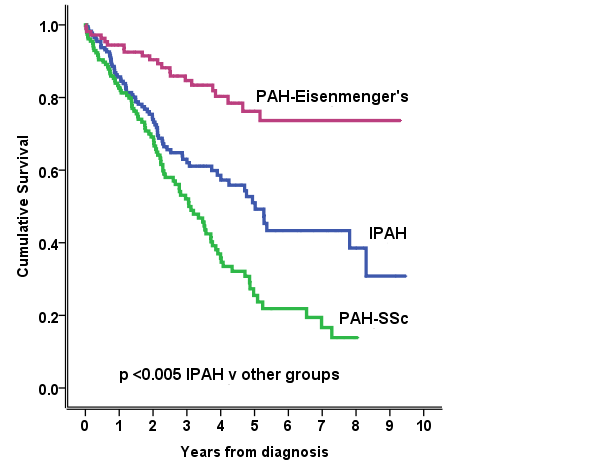 1.0
0.8
0.6
0.4
0.2
0.0
Cumulative Survival
PAH-Eisenmenger's
IPAH
PAH-SSc
p <0.005 IPAH v other groups
0 1 2 3 4 5 6 7 8 9 10
Years from diagnosis